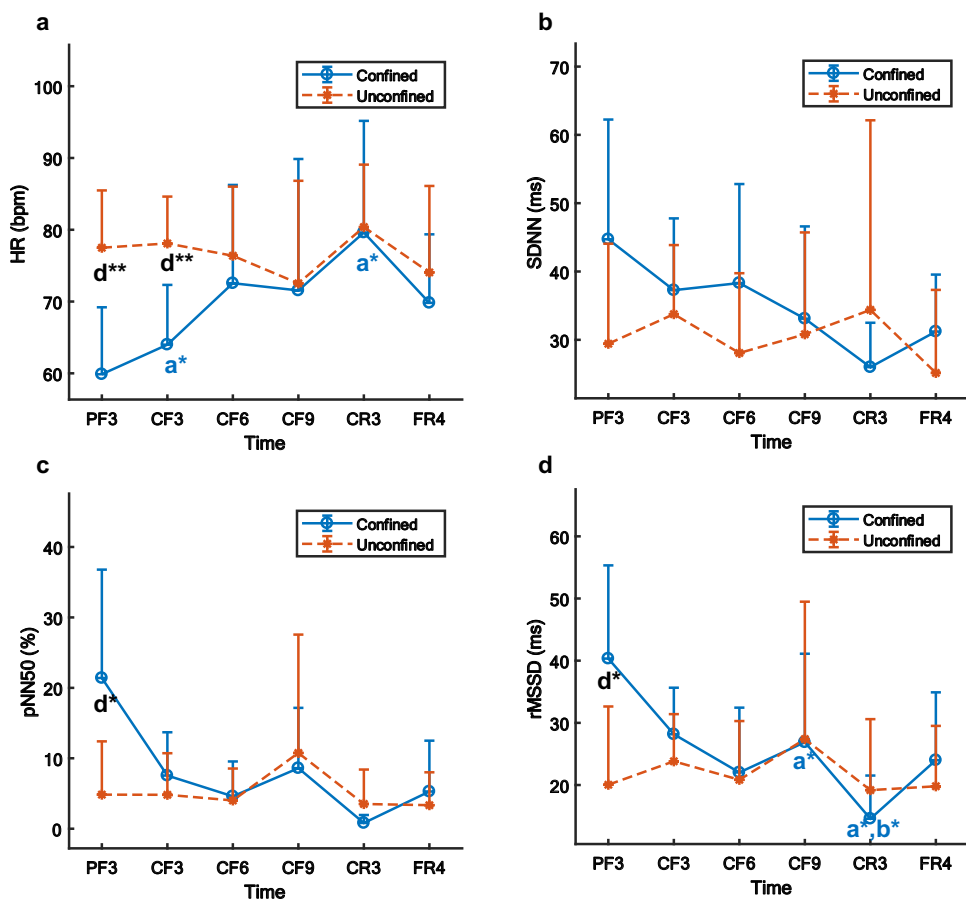 a
Confined
Unconfined
HR (bpm)
100
90
80
70
60
d**
d**
a*
a*
PF3 CF3 CF6 CF9 CR3 FR4
Time
b
Confined
Unconfined
SDNN (ms)
70
60
50
40
30
PF3 CF3 CF6 CF9 CR3 FR4
Time
c
Confined
Unconfined
pNN50 (%)
40
30
20
10
0
d*
PF3 CF3 CF6 CF9 CR3 FR4
Time
d
Confined
Unconfined
rMSSD (ms)
60
50
40
30
20
d*
a*
a*,b*
PF3 CF3 CF6 CF9 CR3 FR4
Time